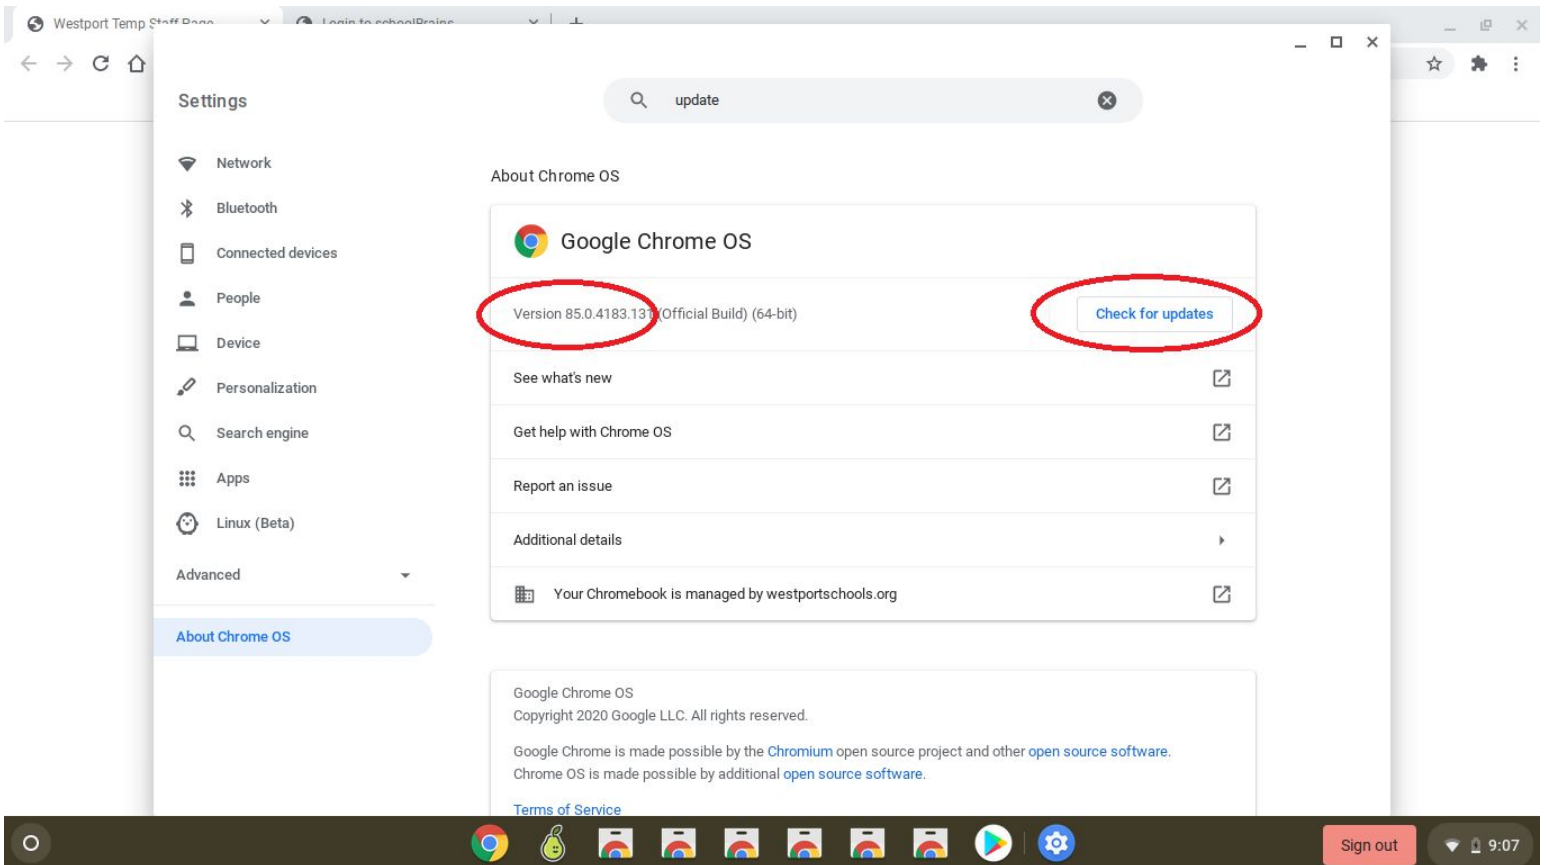 Westport Temp Staff Page
Login to schoolBrains
Settings
update
Network
Bluetooth
Connected devices
People
Device
Personalization
Search engine
Apps
Linux (Beta)
Advanced
About Chrome OS
About Chrome OS
Google Chrome OS
Version 85.0.4183.131 (Official Build) (64-bit)
Check for updates
See what's new
Get help with Chrome OS
Report an issue
Additional details
Your Chromebook is managed by westportschools.org
Google Chrome OS
Copyright 2020 Google LLC. All rights reserved.
Google Chrome is made possible by the Chromium open source project and other open source software.
Chrome OS is made possible by additional open source software.
Terms of Service
Sign out
9:07